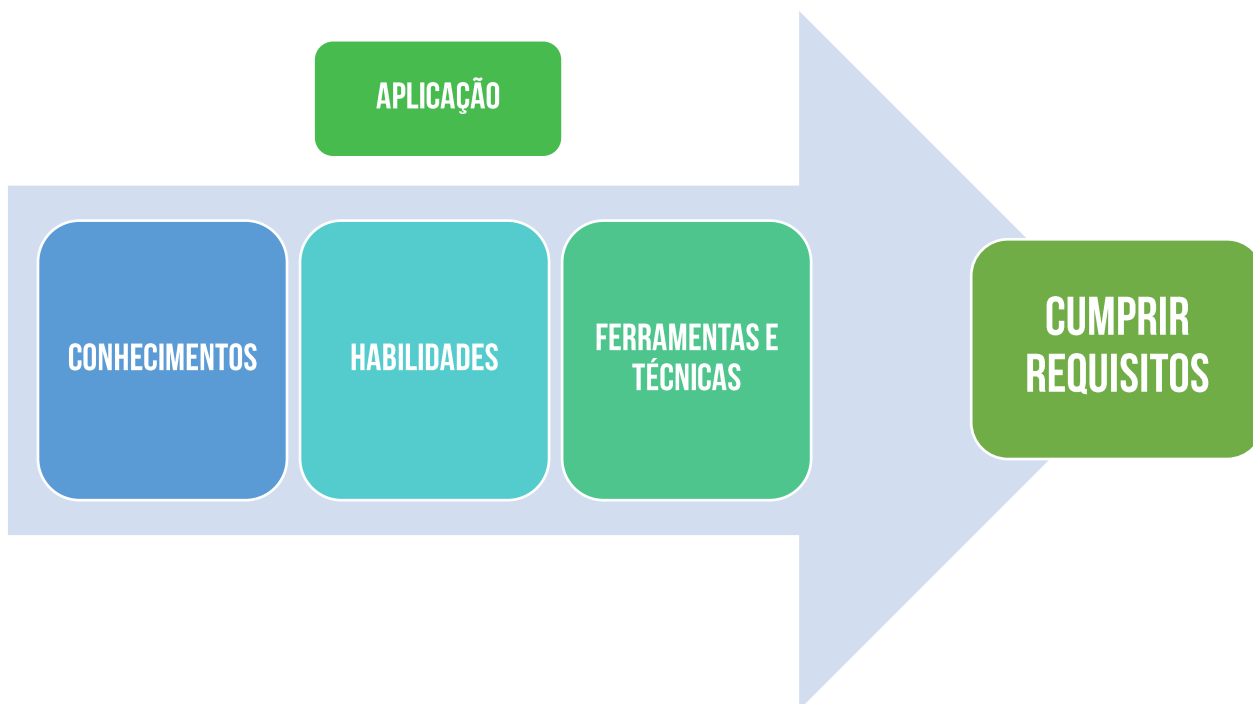 APLICAÇÃO
CONHECIMENTOS
HABILIDADES
FERRAMENTAS E
TÉCNICAS
CUMPRIR
REQUISITOS